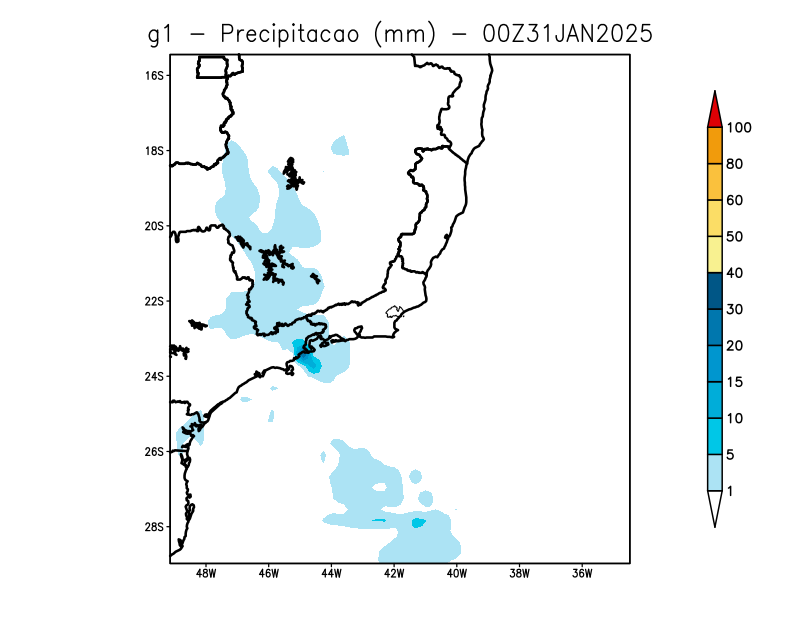 g1 – Precipitacao (mm) – 00Z31JAN2025
16S
18S
20S
22S
24S
26S
28S
48W 46W 44W 42W 40W 38W 36W
100
80
60
50
40
30
20
15
10
5
1